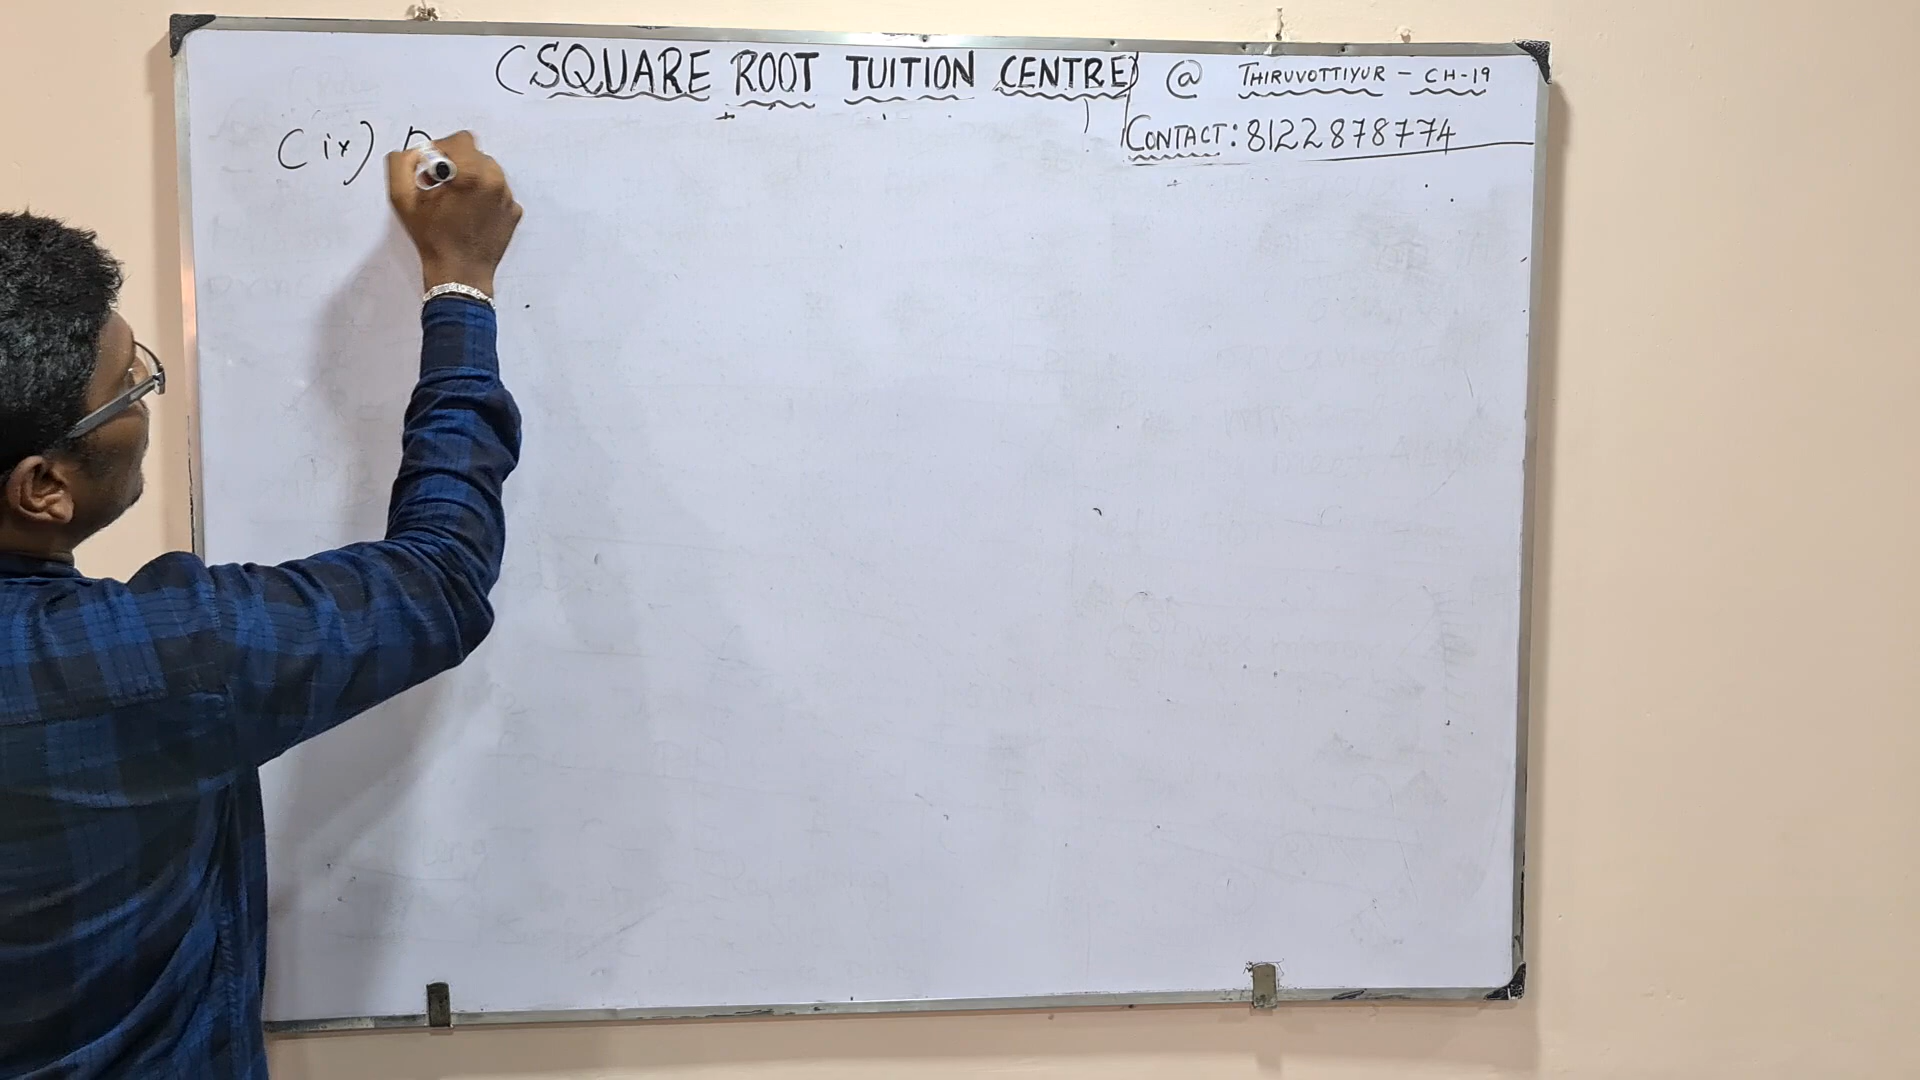 (SQUARE ROOT TUITION CENTRE) @ THIRUVOTTIYUR - CH-19
CONTACT: 8122878774
(ix)